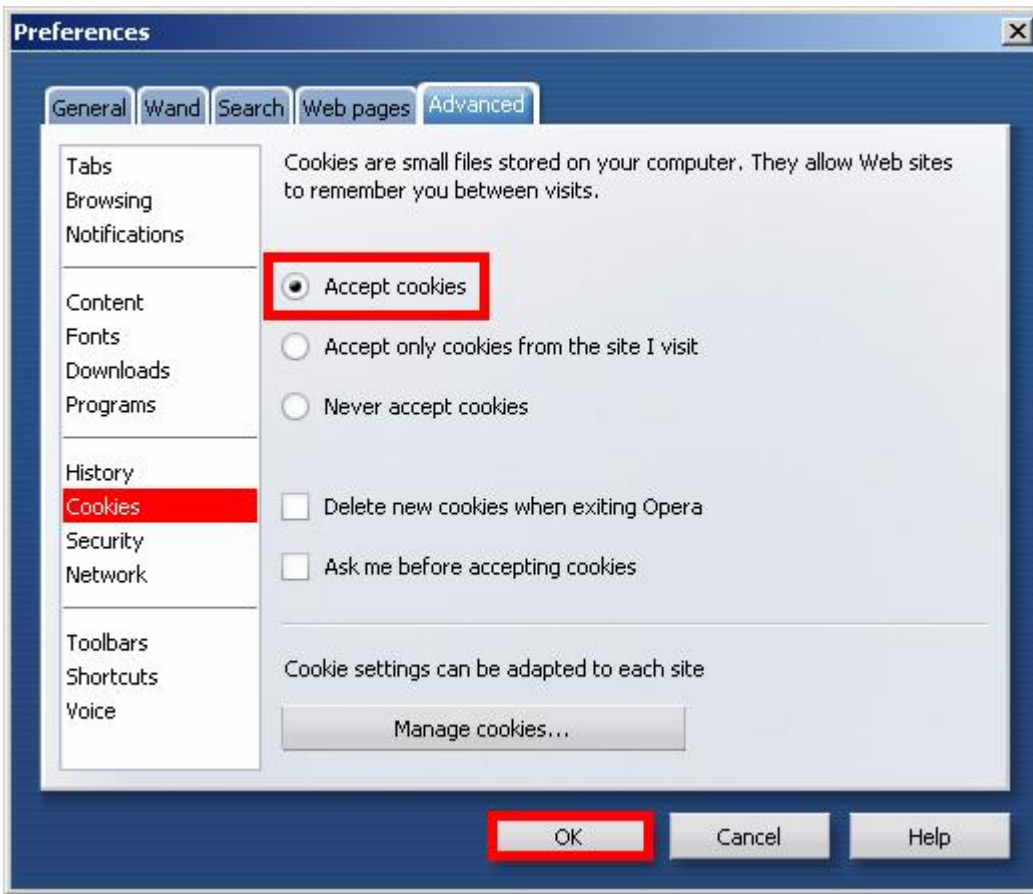 Preferences
General
Wand
Search
Web pages
Advanced
Tabs
Browsing
Notifications
Content
Fonts
Downloads
Programs
History
Cookies
Security
Network
Toolbars
Shortcuts
Voice
Cookies are small files stored on your computer. They allow Web sites
to remember you between visits.
Accept cookies
Accept only cookies from the site I visit
Never accept cookies
Delete new cookies when exiting Opera
Ask me before accepting cookies
Cookie settings can be adapted to each site
Manage cookies...
OK
Cancel
Help